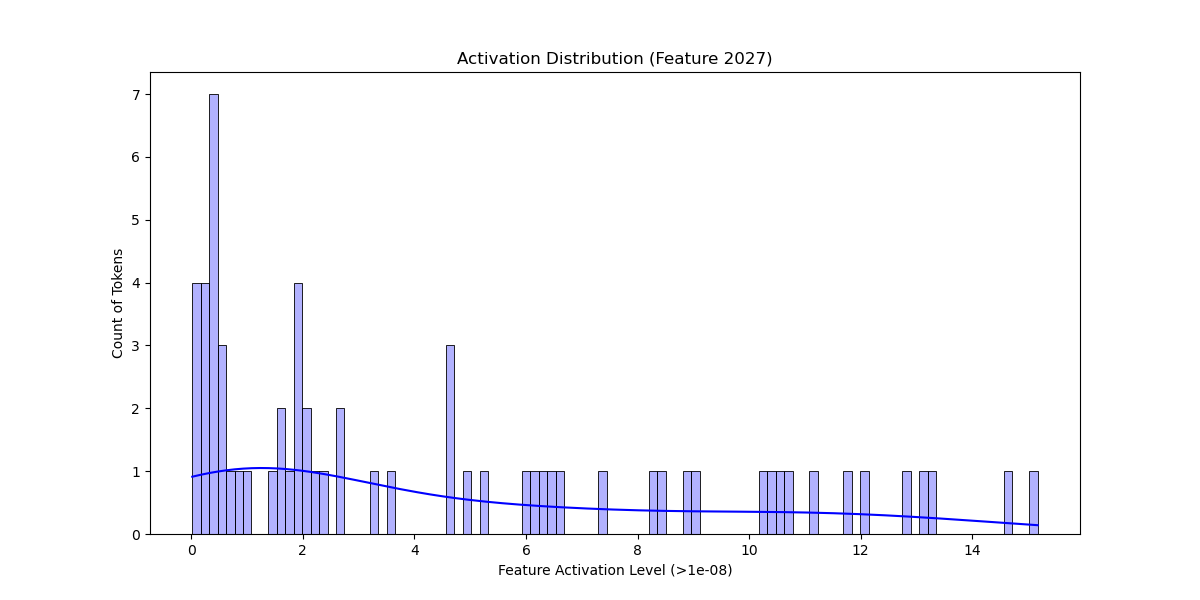 Activation Distribution (Feature 2027)
7
6
5
4
3
2
1
0
Count of Tokens
0 2 4 6 8 10 12 14
Feature Activation Level (>1e-08)